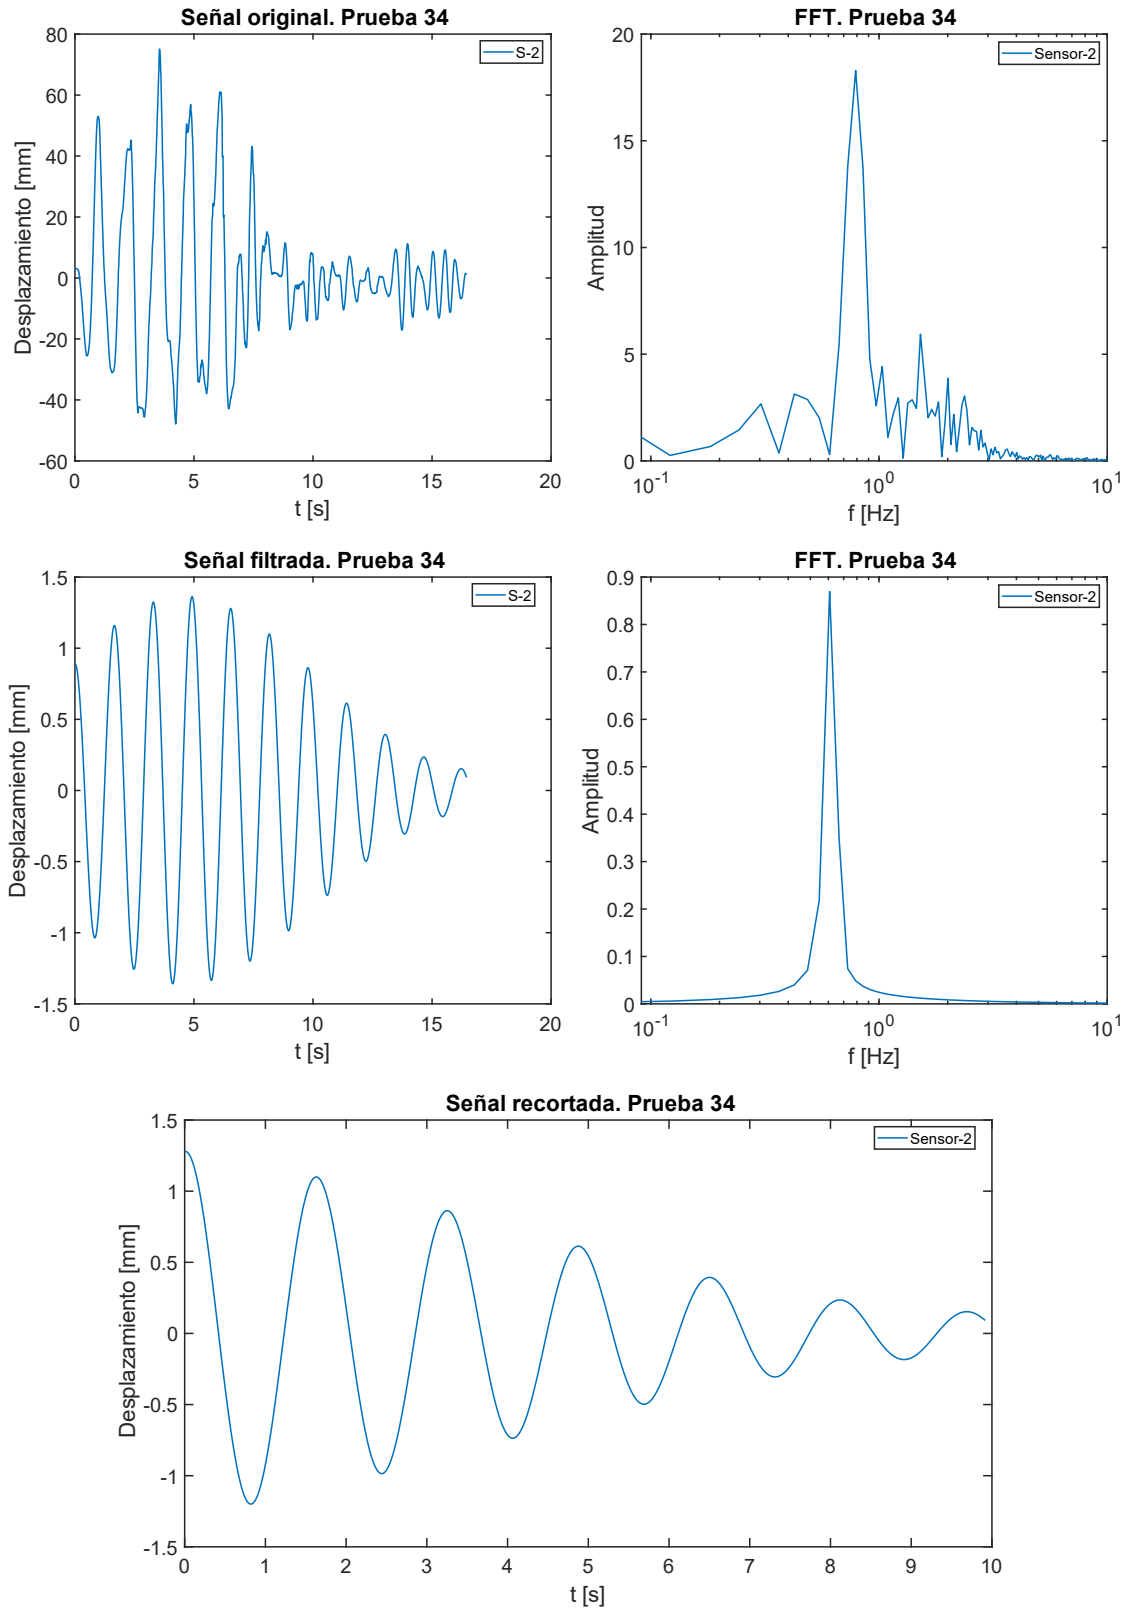 Señal original. Prueba 34
S-2
Desplazamiento [mm]
80
60
40
20
0
-20
-40
-60
0 5 10 15 20
t [s]
FFT. Prueba 34
Sensor-2
Amplitud
20
15
10
5
0
10^-1 10^0 10^1
f [Hz]
Señal filtrada. Prueba 34
S-2
Desplazamiento [mm]
1.5
1
0.5
0
-0.5
-1
-1.5
0 5 10 15 20
t [s]
FFT. Prueba 34
Sensor-2
Amplitud
0.9
0.8
0.7
0.6
0.5
0.4
0.3
0.2
0.1
0
10^-1 10^0 10^1
f [Hz]
Señal recortada. Prueba 34
Sensor-2
Desplazamiento [mm]
1.5
1
0.5
0
-0.5
-1
-1.5
0 1 2 3 4 5 6 7 8 9 10
t [s]